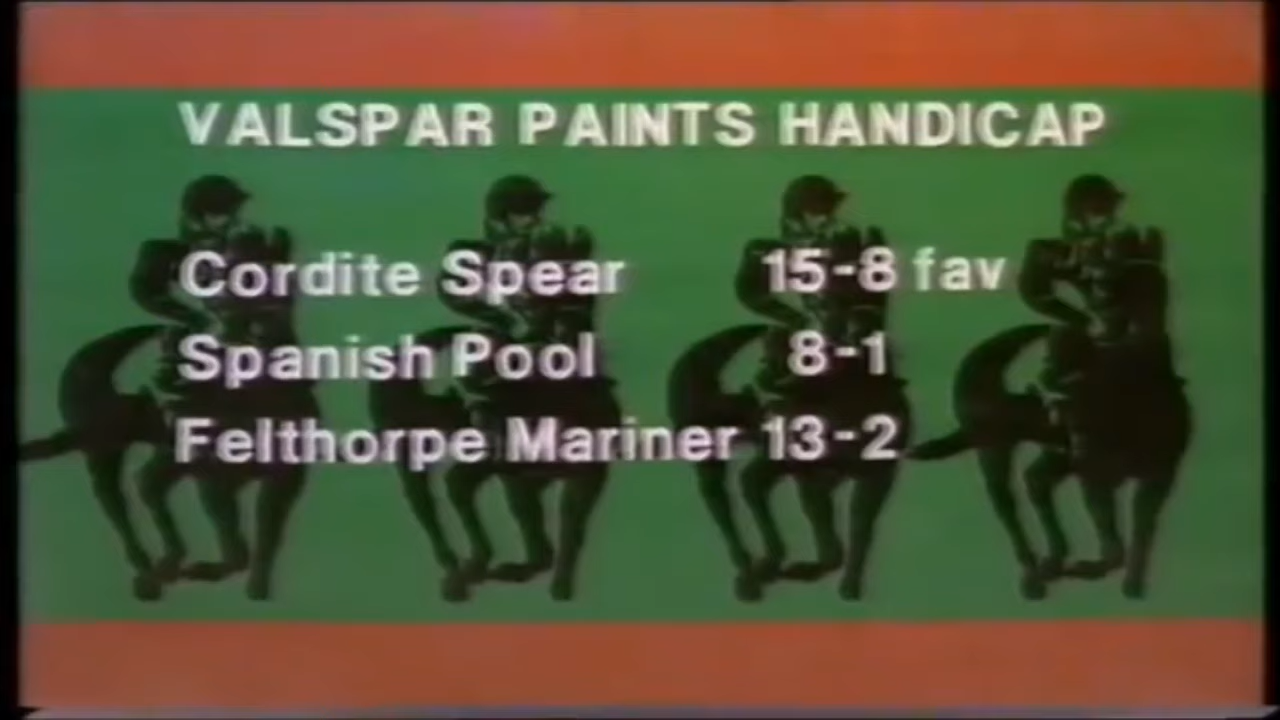 VALSPAR PAINTS HANDICAP
Cordite Spear 15-8 fav
Spanish Pool 8-1
Felthorpe Mariner 13-2